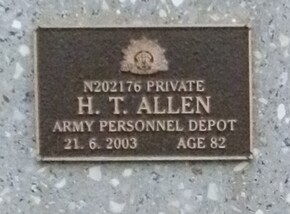 N202176 PRIVATE
H. T. ALLEN
ARMY PERSONNEL DEPOT
21. 6. 2003 AGE 82